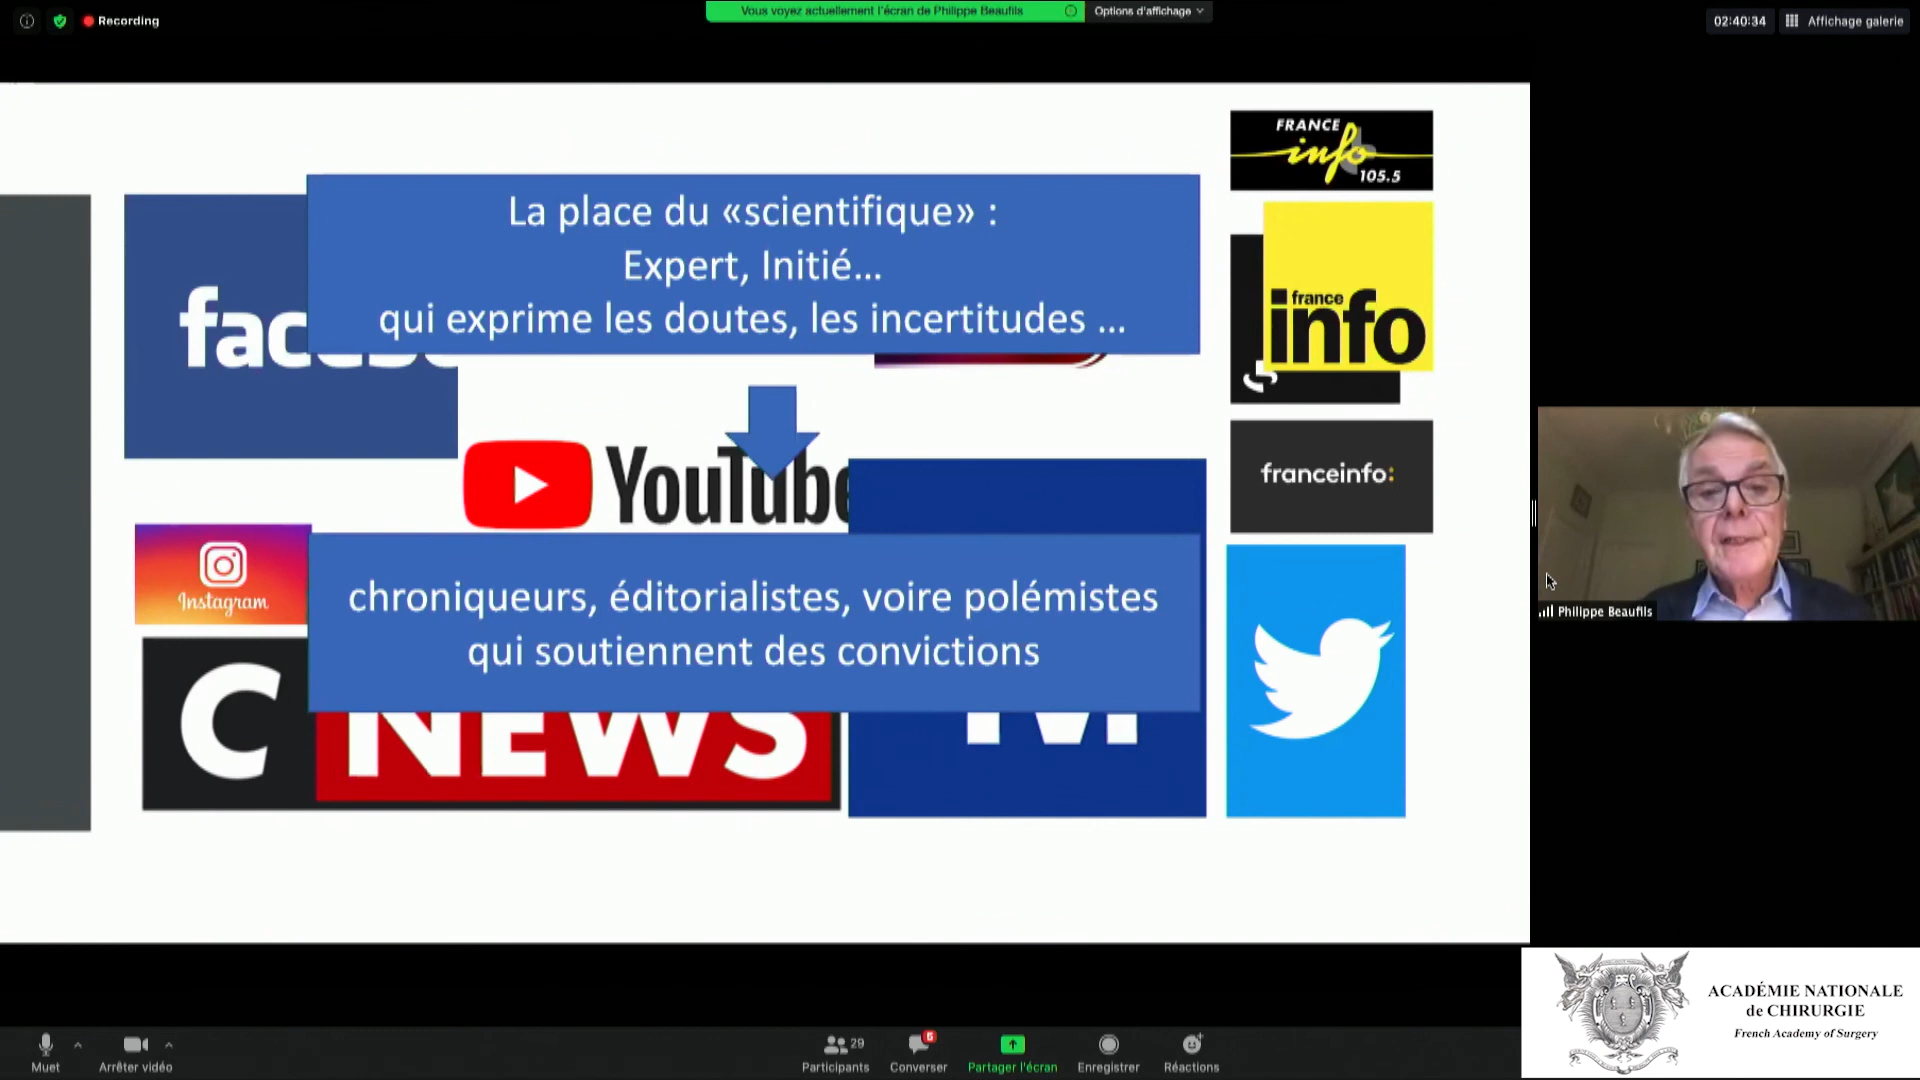 Recording
Vous voyez actuellement l'écran de Philippe Beaufils
Options d'affichage
02:40:34
Affichage galerie
FRANCE
info
105.5
La place du «scientifique» :
Expert, Initié...
qui exprime les doutes, les incertitudes ...
france
info
YouTube
franceinfo:
Instagram
chroniqueurs, éditorialistes, voire polémistes
qui soutiennent des convictions
Philippe Beaufils
C NEWS
ACADÉMIE NATIONALE
de CHIRURGIE
French Academy of Surgery
Muet
Arrêter vidéo
29
Participants
6
Converser
Partager l'écran
Enregistrer
Réactions